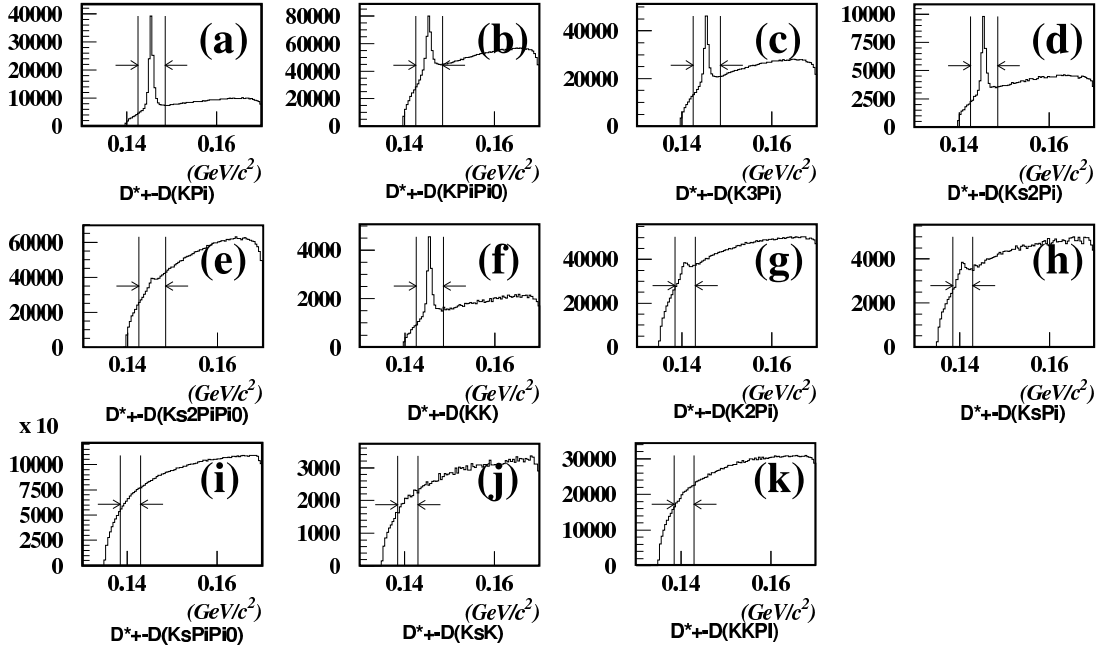 40000
30000
20000
10000
0
(a)
0.14 0.16
(GeV/c²)
D*+-D(KPi)
80000
60000
40000
20000
0
(b)
0.14 0.16
(GeV/c²)
D*+-D(KPiPi0)
40000
20000
0
(c)
0.14 0.16
(GeV/c²)
D*+-D(K3Pi)
10000
7500
5000
2500
0
(d)
0.14 0.16
(GeV/c²)
D*+-D(Ks2Pi)
60000
40000
20000
0
(e)
0.14 0.16
(GeV/c²)
D*+-D(Ks2PiPi0)
4000
2000
0
(f)
0.14 0.16
(GeV/c²)
D*+-D(KK)
40000
20000
0
(g)
0.14 0.16
(GeV/c²)
D*+-D(K2Pi)
4000
2000
0
(h)
0.14 0.16
(GeV/c²)
D*+-D(KsPi)
x 10
10000
7500
5000
2500
0
(i)
0.14 0.16
(GeV/c²)
D*+-D(KsPiPi0)
3000
2000
1000
0
(j)
0.14 0.16
(GeV/c²)
D*+-D(KsK)
30000
20000
10000
0
(k)
0.14 0.16
(GeV/c²)
D*+-D(KKPI)